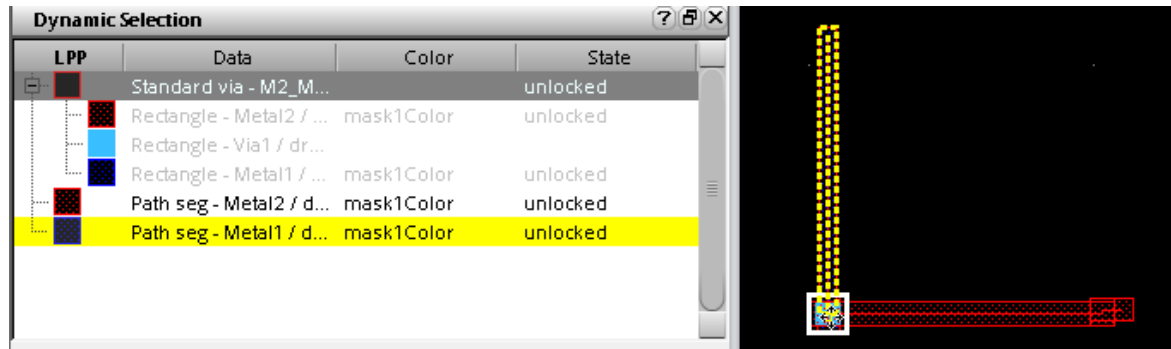 Dynamic Selection
LPP Data Color State
Standard via - M2_M... unlocked
Rectangle - Metal2 / ... mask1Color unlocked
Rectangle - Via1 / dr...
Rectangle - Metal1 / ... mask1Color unlocked
Path seg - Metal2 / d... mask1Color unlocked
Path seg - Metal1 / d... mask1Color unlocked